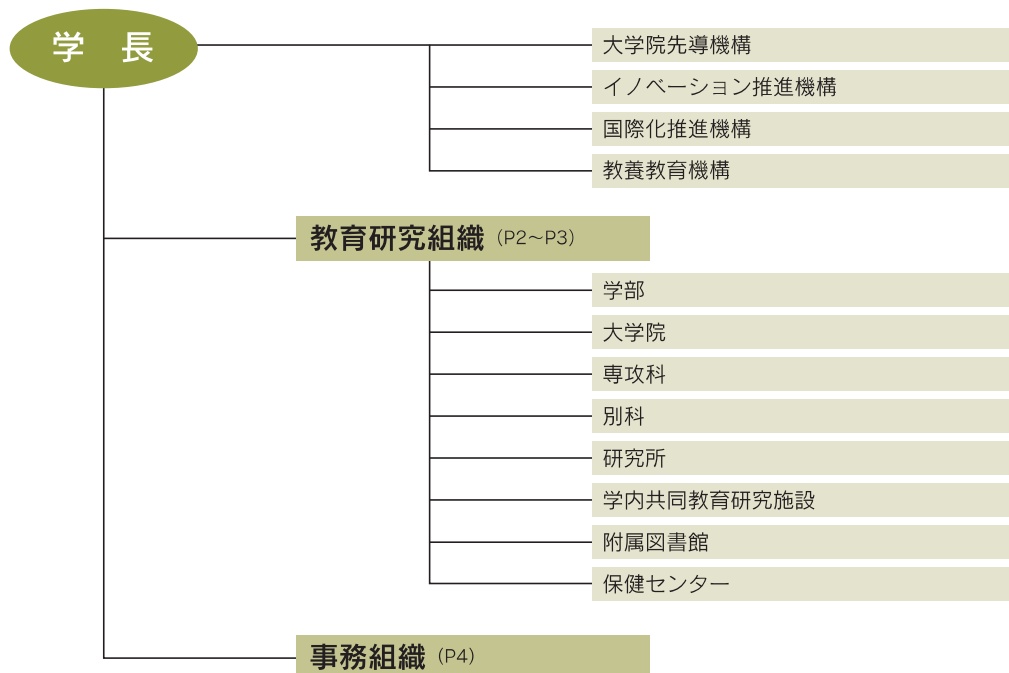 学 長
大学院先導機構
イノベーション推進機構
国際化推進機構
教養教育機構
教育研究組織（P2～P3）
学部
大学院
専攻科
別科
研究所
学内共同教育研究施設
附属図書館
保健センター
事務組織（P4）